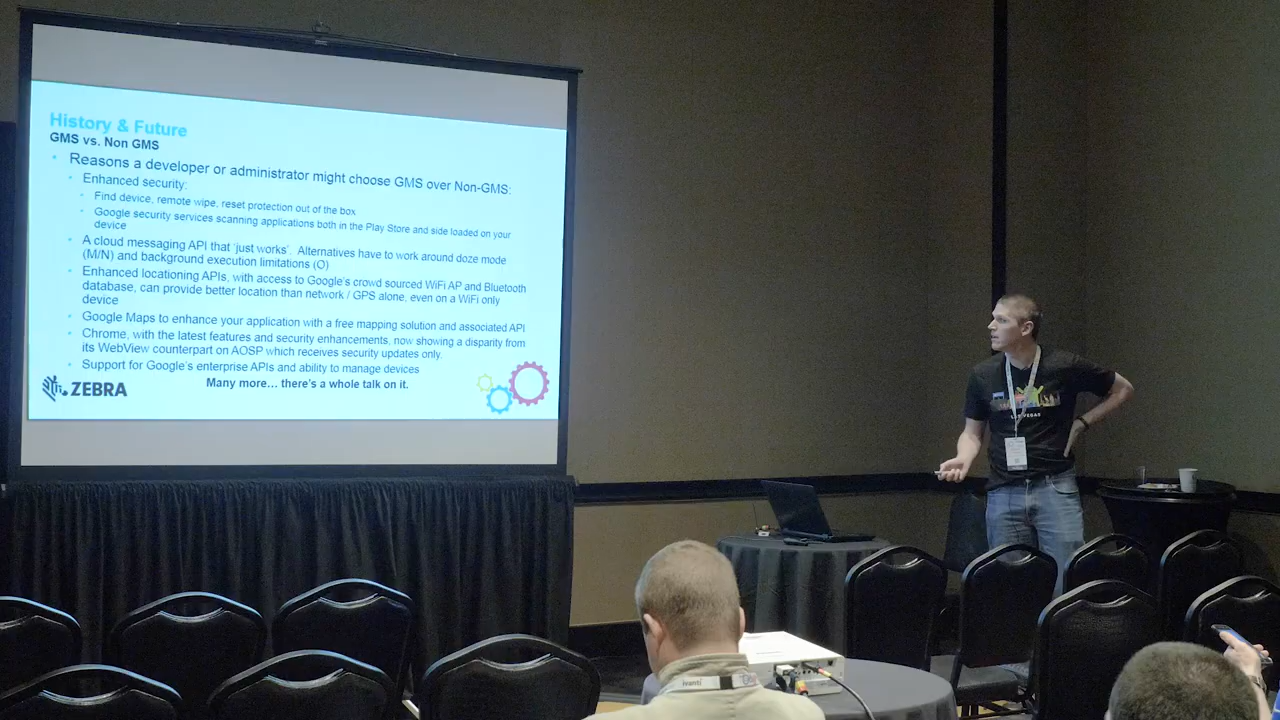 History & Future
GMS vs. Non GMS
Reasons a developer or administrator might choose GMS over Non-GMS:
Enhanced security:
Find device, remote wipe, reset protection out of the box
Google security services scanning applications both in the Play Store and side loaded on your
device
A cloud messaging API that 'just works'. Alternatives have to work around doze mode
(M/N) and background execution limitations (O)
Enhanced locationing APIs, with access to Google's crowd sourced WiFi AP and Bluetooth
database, can provide better location than network / GPS alone, even on a WiFi only
device
Google Maps to enhance your application with a free mapping solution and associated API
Chrome, with the latest features and security enhancements, now showing a disparity from
its WebView counterpart on AOSP which receives security updates only.
Support for Google's enterprise APIs and ability to manage devices
Many more... there's a whole talk on it.
ZEBRA
LAS VEGAS
ivanti